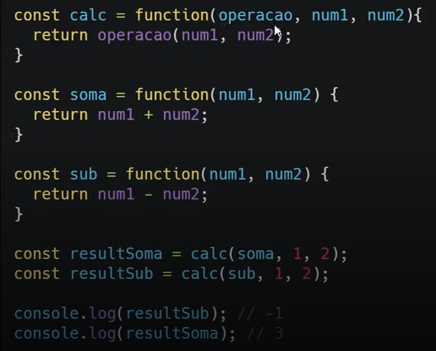 const calc = function(operacao, num1, num2){
return operacao(num1, num2);
}
const soma = function(num1, num2) {
return num1 + num2;
}
const sub = function(num1, num2) {
return num1 - num2;
}
const resultSoma = calc(soma, 1, 2);
const resultSub = calc(sub, 1, 2);
console.log(resultSub); // -1
console.log(resultSoma); // 3